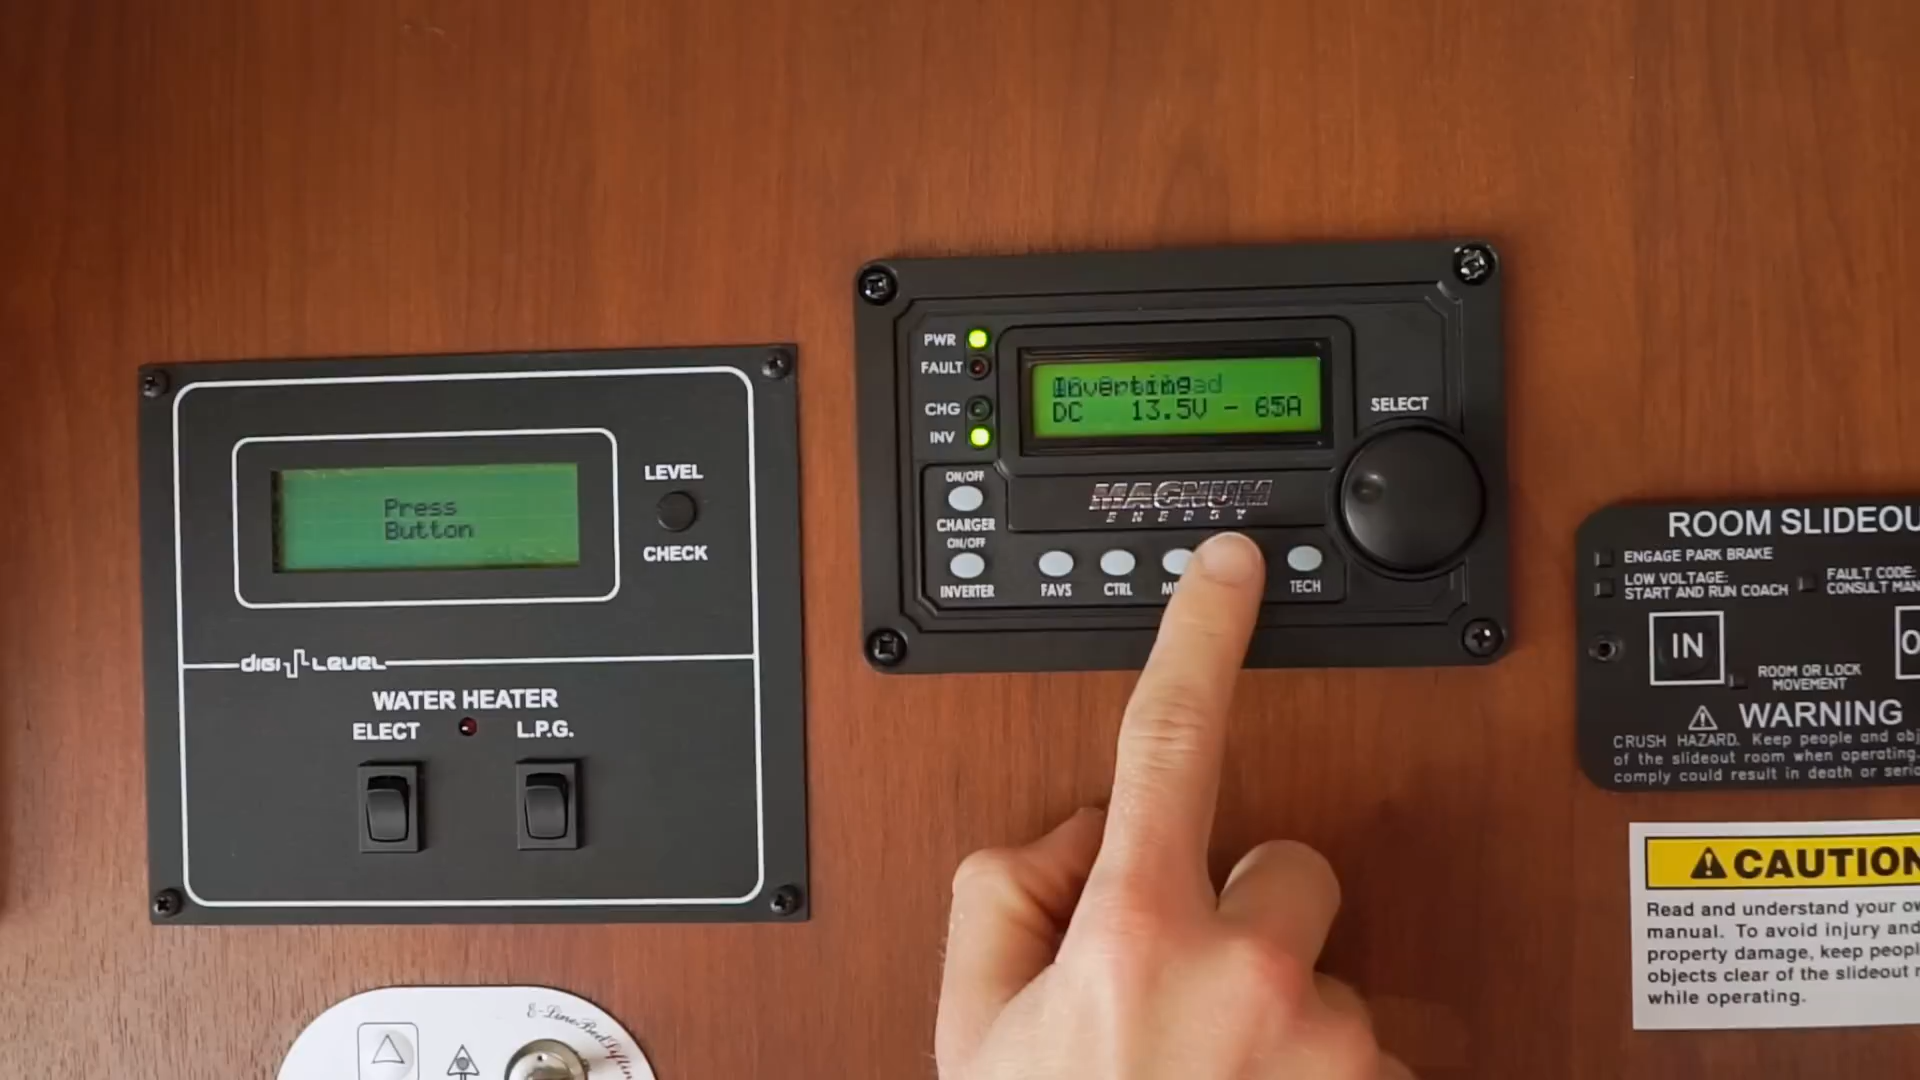 Press
Button
LEVEL
CHECK
DIGI LEVEL
WATER HEATER
ELECT
L.P.G.
PWR
FAULT
CHG
INV
Inverting
DC 13.5V - 65A
SELECT
MAGNUM
ENERGY
ON/OFF
CHARGER
ON/OFF
INVERTER
FAVS
CTRL
TECH
ROOM SLIDEOU
ENGAGE PARK BRAKE
LOW VOLTAGE:
START AND RUN COACH
FAULT CODE:
CONSULT MAN
IN
ROOM OR LOCK
MOVEMENT
WARNING
CRUSH HAZARD. Keep people and obj
of the slideout room when operating.
comply could result in death or serio
CAUTION
Read and understand your ow
manual. To avoid injury and
property damage, keep peopl
objects clear of the slideout r
while operating.